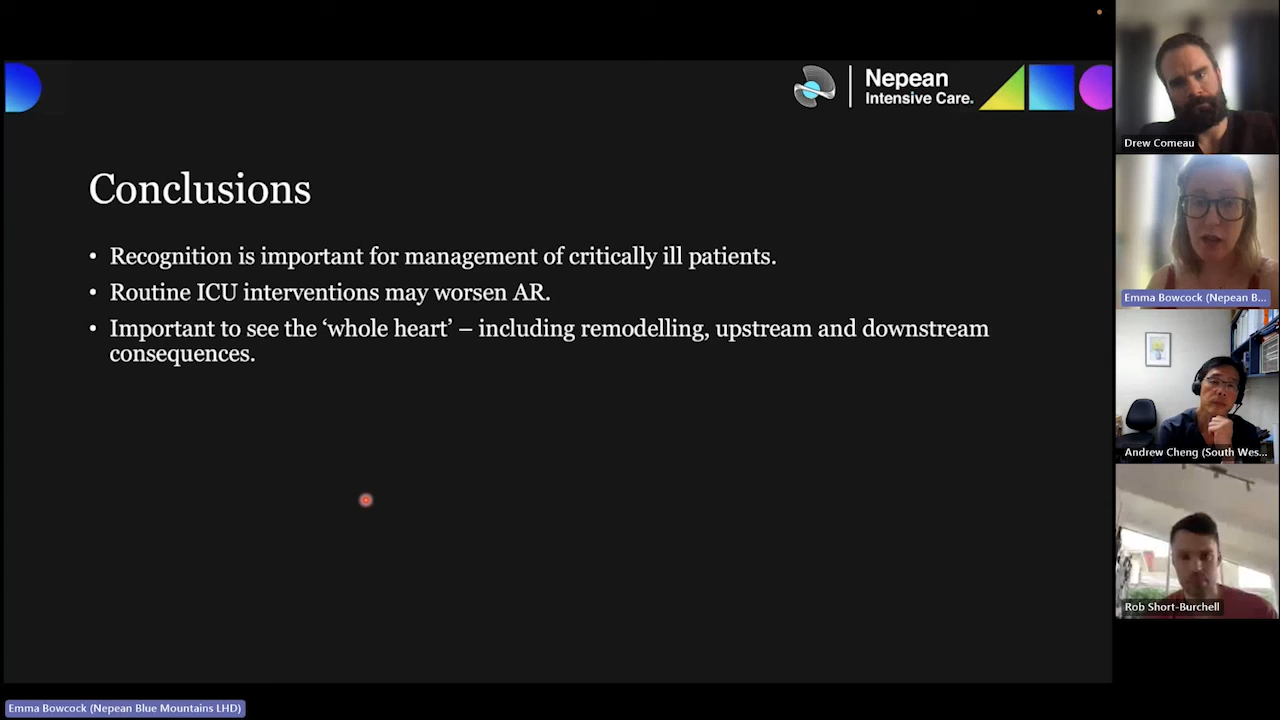 Nepean
Intensive Care.
Conclusions
• Recognition is important for management of critically ill patients.
• Routine ICU interventions may worsen AR.
• Important to see the ‘whole heart’ – including remodelling, upstream and downstream
consequences.
Drew Comeau
Emma Bowcock (Nepean B...
Andrew Cheng (South Wes...
Rob Short-Burchell
Emma Bowcock (Nepean Blue Mountains LHD)